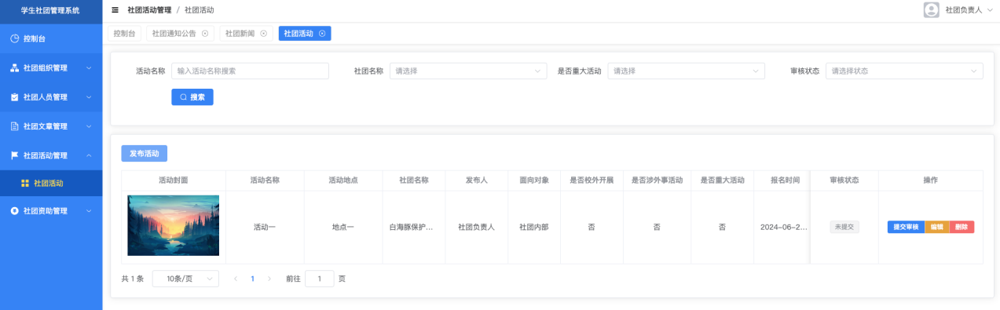 学生社团管理系统
社团活动管理 / 社团活动
社团负责人
控制台
社团组织管理
社团人员管理
社团文章管理
社团活动管理
社团活动
社团资助管理
控制台 社团通知公告 社团新闻 社团活动
活动名称 输入活动名称搜索 社团名称 请选择 是否重大活动 请选择 审核状态 请选择状态
搜索
发布活动
活动封面 活动名称 活动地点 社团名称 发布人 面向对象 是否校外开展 是否涉外事活动 是否重大活动 报名时间 审核状态 操作
活动一 地点一 白海豚保护... 社团负责人 社团内部 否 否 否 2024-06-2... 未提交 提交审核 编辑 删除
共 1 条 10条/页 1 前往 1 页